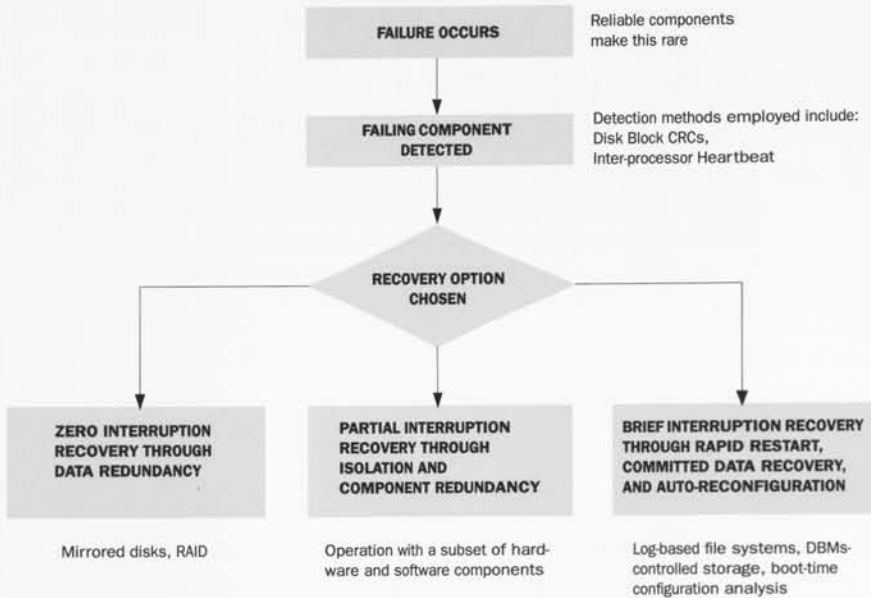 FAILURE OCCURS
Reliable components
make this rare
FAILING COMPONENT
DETECTED
Detection methods employed include:
Disk Block CRCs,
Inter-processor Heartbeat
RECOVERY OPTION
CHOSEN
ZERO INTERRUPTION
RECOVERY THROUGH
DATA REDUNDANCY
PARTIAL INTERRUPTION
RECOVERY THROUGH
ISOLATION AND
COMPONENT REDUNDANCY
BRIEF INTERRUPTION RECOVERY
THROUGH RAPID RESTART,
COMMITTED DATA RECOVERY,
AND AUTO-RECONFIGURATION
Mirrored disks, RAID
Operation with a subset of hard-
ware and software components
Log-based file systems, DBMs-
controlled storage, boot-time
configuration analysis